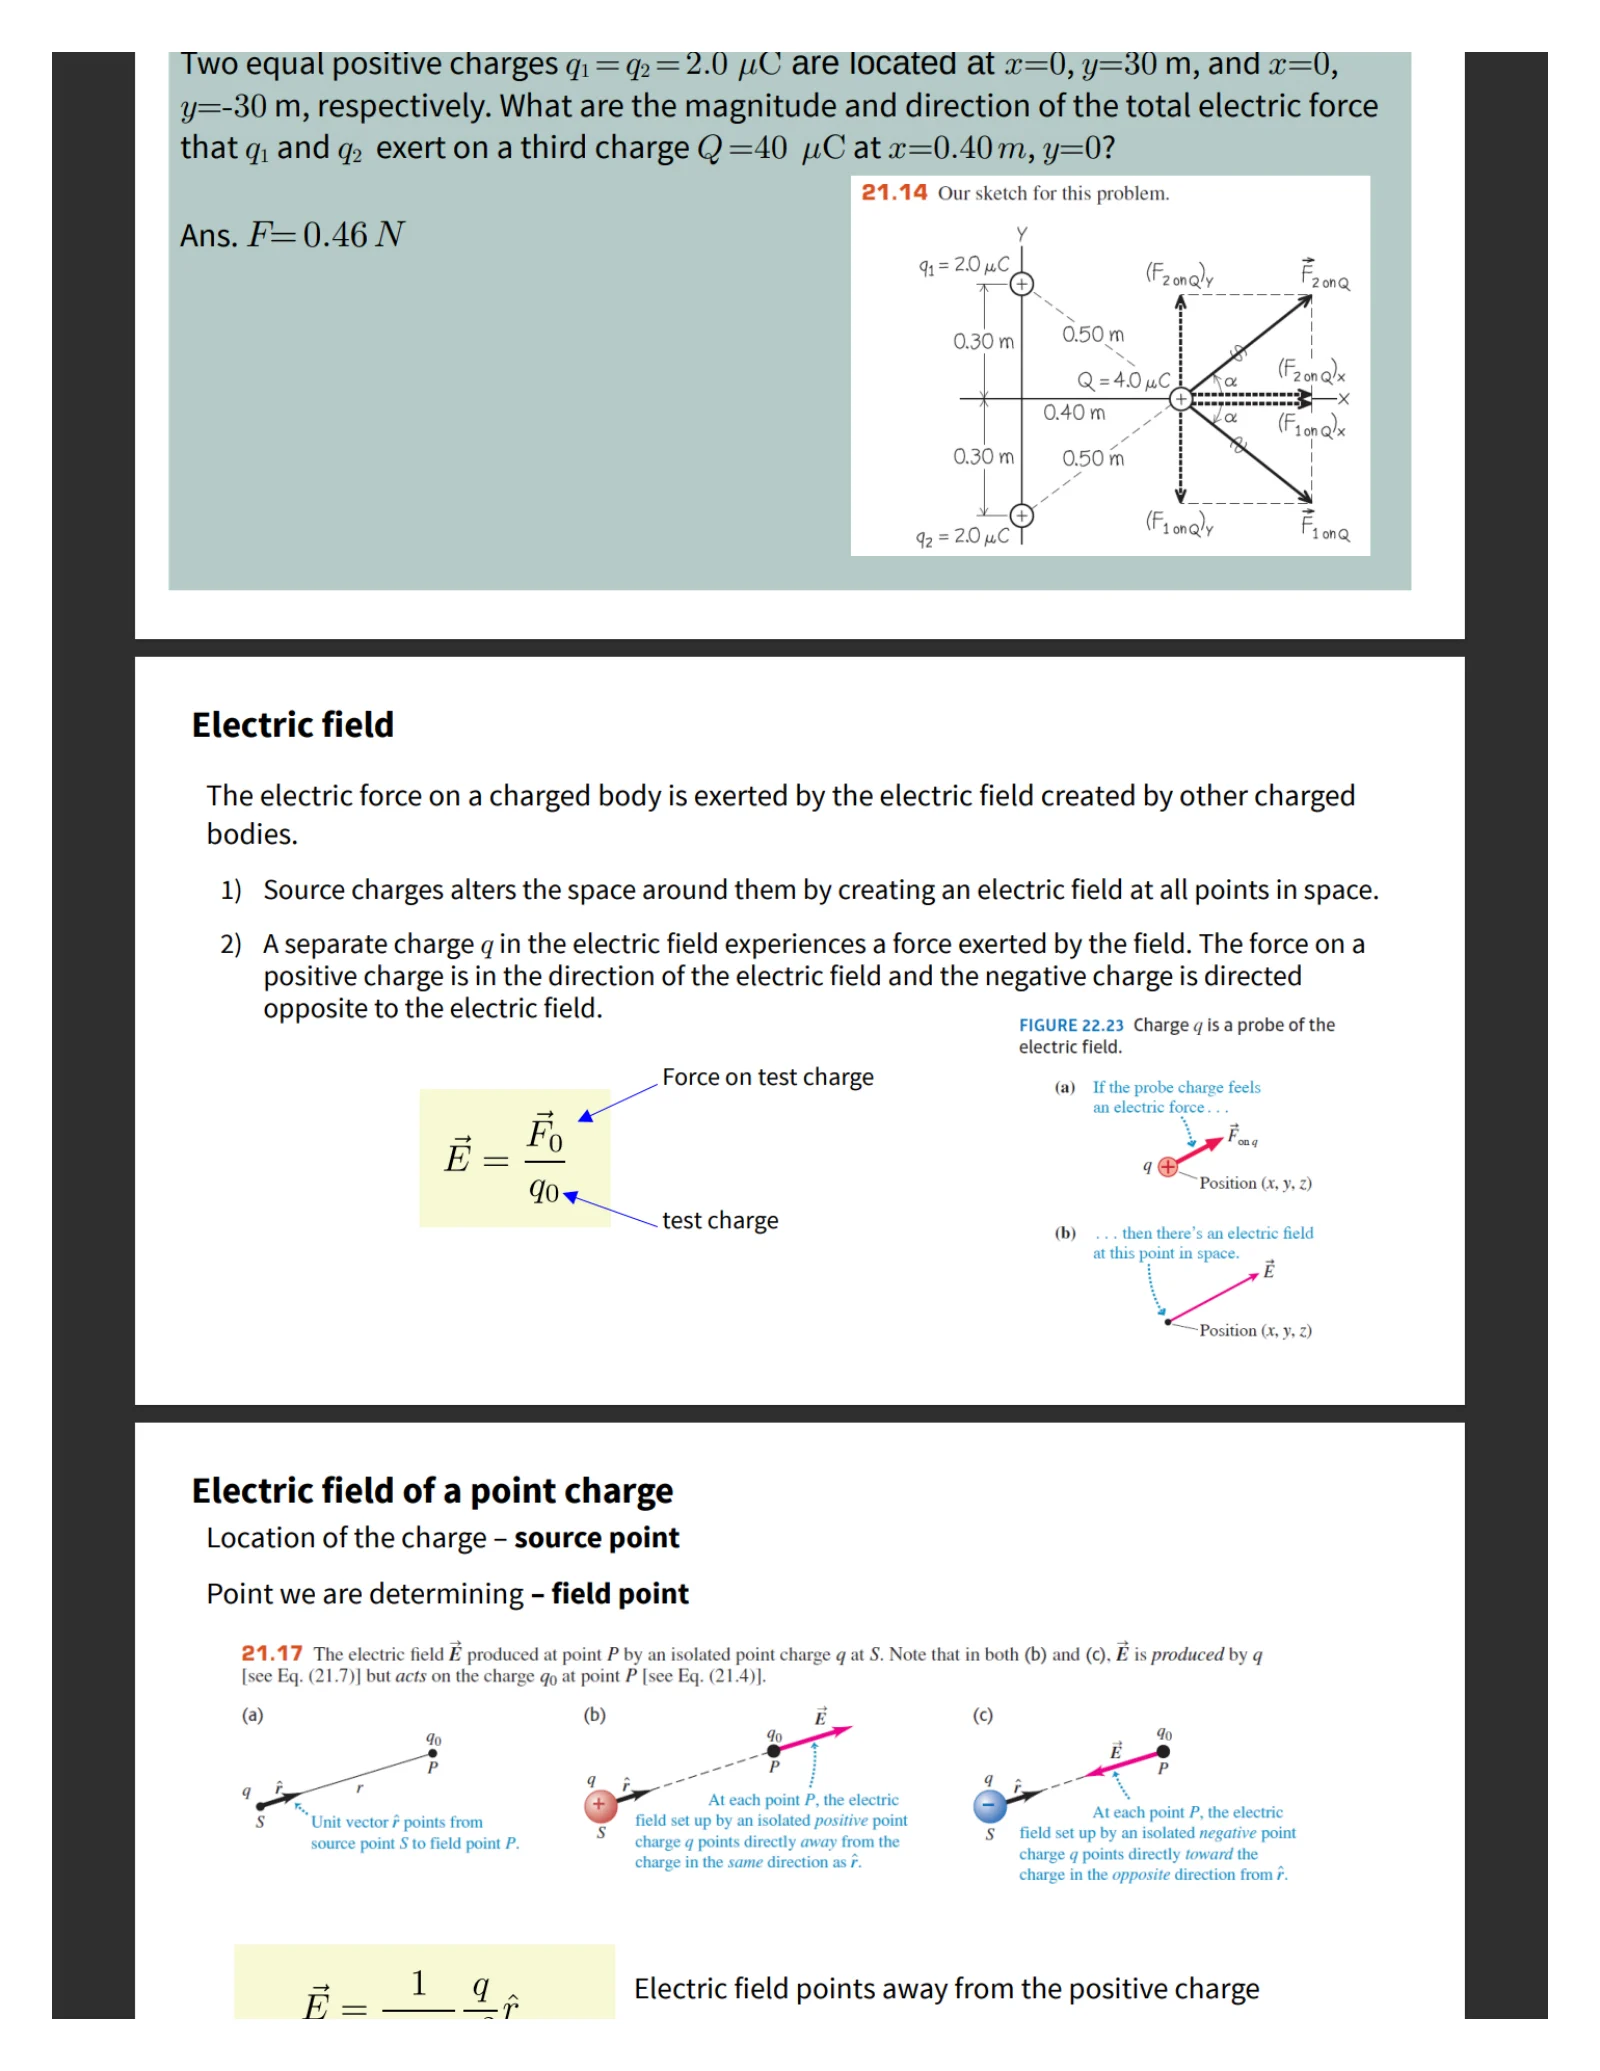 Two equal positive charges q₁=q₂=2.0 μC are located at x=0, y=30 m, and x=0,
y=-30 m, respectively. What are the magnitude and direction of the total electric force
that q₁ and q₂ exert on a third charge Q=40 μC at x=0.40 m, y=0?
Ans. F=0.46 N
21.14 Our sketch for this problem.
Y
q₁ = 2.0 μC
(F₂ on Q)y
F⃗₂ on Q
0.30 m
0.50 m
Q = 4.0 μC
α
(F₂ on Q)x
X
0.40 m
α
(F₁ on Q)x
0.30 m
0.50 m
(F₁ on Q)y
F⃗₁ on Q
q₂ = 2.0 μC
Electric field
The electric force on a charged body is exerted by the electric field created by other charged
bodies.
1) Source charges alters the space around them by creating an electric field at all points in space.
2) A separate charge q in the electric field experiences a force exerted by the field. The force on a
positive charge is in the direction of the electric field and the negative charge is directed
opposite to the electric field.
E⃗ = F⃗₀ / q₀
Force on test charge
test charge
FIGURE 22.23 Charge q is a probe of the
electric field.
(a) If the probe charge feels
an electric force . . .
F⃗on q
q +
Position (x, y, z)
(b) . . . then there's an electric field
at this point in space.
E⃗
Position (x, y, z)
Electric field of a point charge
Location of the charge – source point
Point we are determining – field point
21.17 The electric field E⃗ produced at point P by an isolated point charge q at S. Note that in both (b) and (c), E⃗ is produced by q
[see Eq. (21.7)] but acts on the charge q₀ at point P [see Eq. (21.4)].
(a)
q₀
P
q
r̂
r
S
Unit vector r̂ points from
source point S to field point P.
(b)
E⃗
q₀
P
q
r̂
+
S
At each point P, the electric
field set up by an isolated positive point
charge q points directly away from the
charge in the same direction as r̂.
(c)
q₀
E⃗
P
q
r̂
−
S
At each point P, the electric
field set up by an isolated negative point
charge q points directly toward the
charge in the opposite direction from r̂.
E⃗ = 1 q r̂
Electric field points away from the positive charge